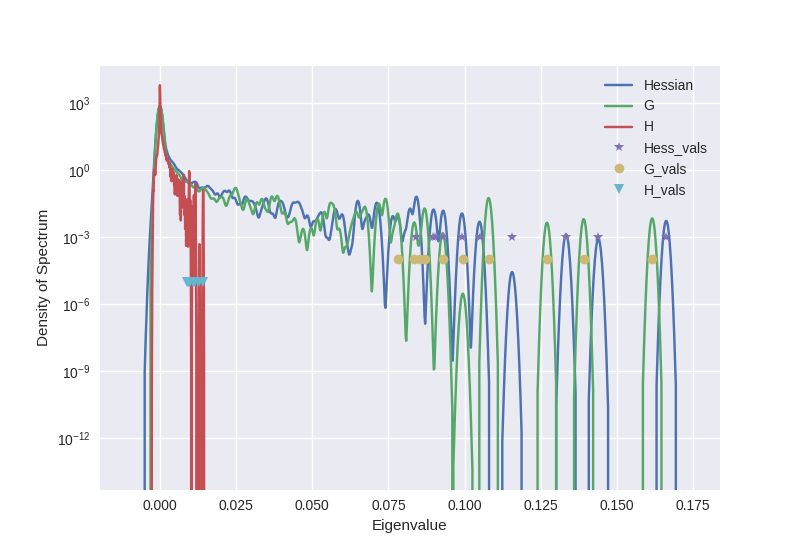 10^3
10^0
10^−3
10^−6
10^−9
10^−12
Density of Spectrum
Hessian
G
H
Hess_vals
G_vals
H_vals
0.000 0.025 0.050 0.075 0.100 0.125 0.150 0.175
Eigenvalue